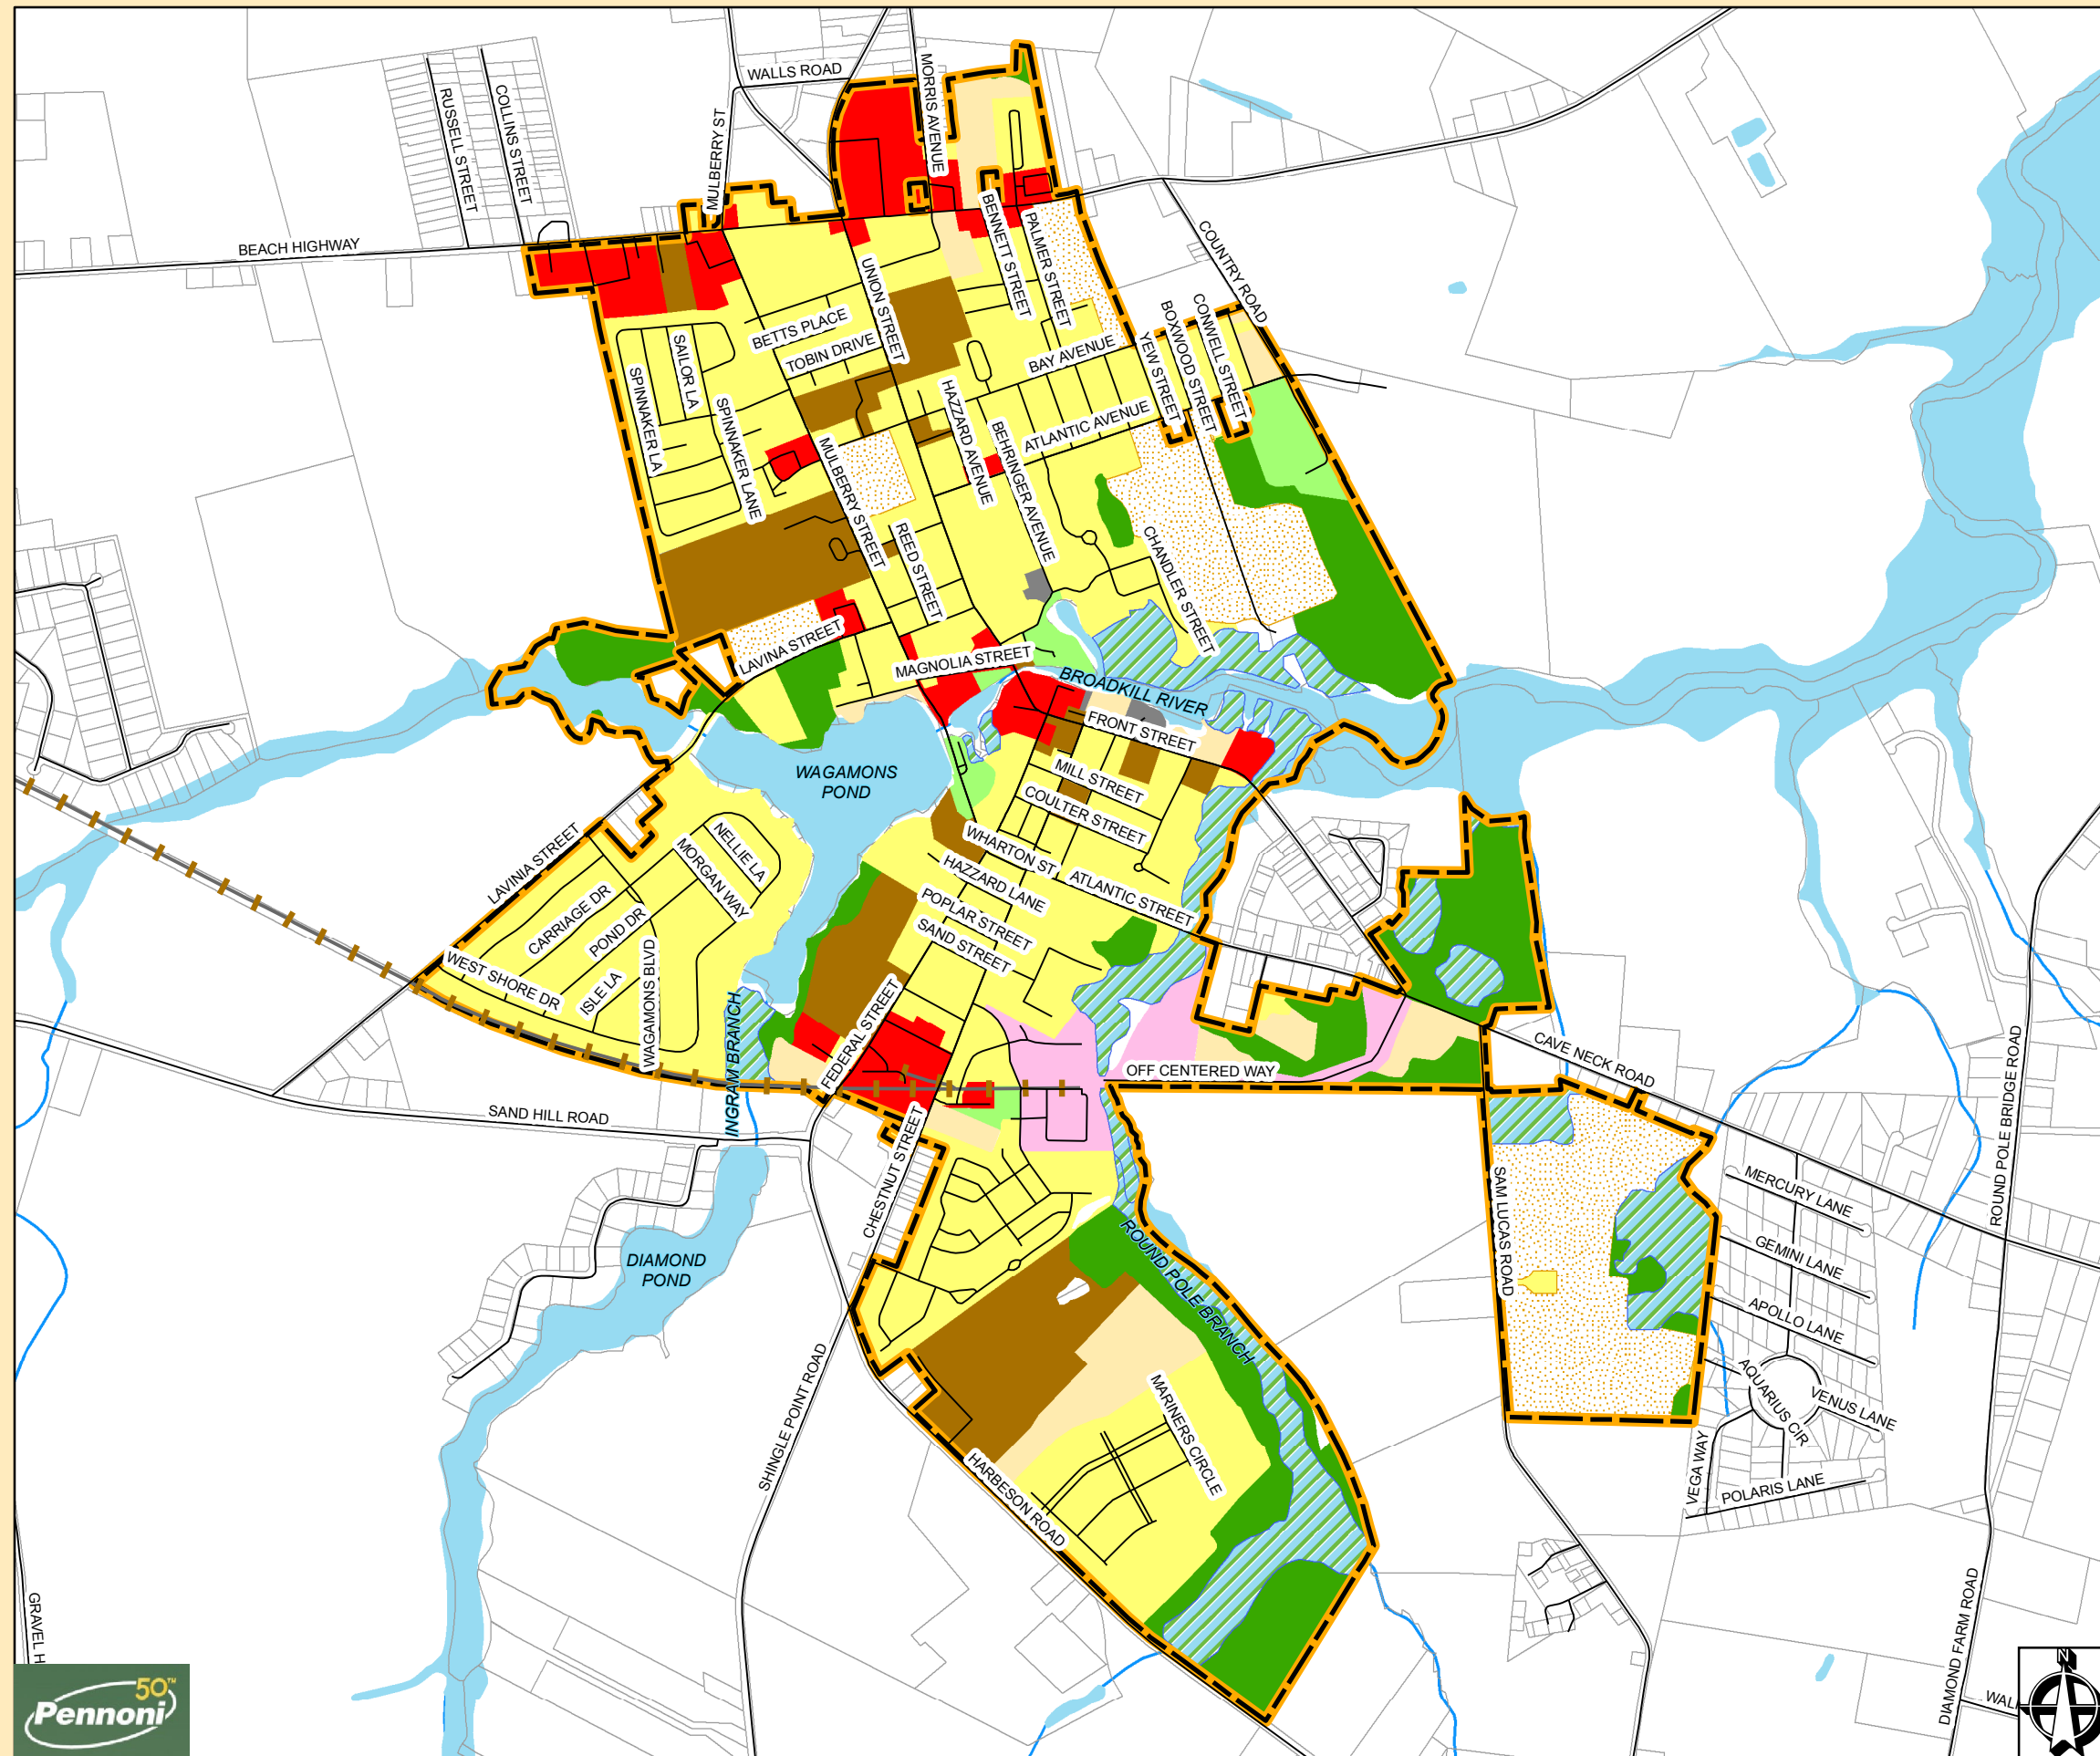 WALLS ROAD
MORRIS AVENUE
RUSSELL STREET
COLLINS STREET
MULBERRY ST
BEACH HIGHWAY
BENNETT STREET
PALMER STREET
COUNTRY ROAD
UNION STREET
BETTS PLACE
TOBIN DRIVE
SAILOR LA
SPINNAKER LA
SPINNAKER LANE
BAY AVENUE
YEW STREET
BOXWOOD STREET
CONWELL STREET
HAZZARD AVENUE
BEHRINGER AVENUE
ATLANTIC AVENUE
MULBERRY STREET
REED STREET
CHANDLER STREET
LAVINA STREET
MAGNOLIA STREET
BROADKILL RIVER
FRONT STREET
WAGAMONS
POND
MILL STREET
COULTER STREET
WHARTON ST
HAZZARD LANE
ATLANTIC STREET
POPLAR STREET
SAND STREET
LAVINIA STREET
NELLIE LA
MORGAN WAY
CARRIAGE DR
POND DR
WEST SHORE DR
ISLE LA
WAGAMONS BLVD
INGRAM BRANCH
FEDERAL STREET
OFF CENTERED WAY
CAVE NECK ROAD
SAND HILL ROAD
CHESTNUT STREET
ROUND POLE BRIDGE ROAD
SAM LUCAS ROAD
MERCURY LANE
GEMINI LANE
APOLLO LANE
AQUARIUS CIR
VENUS LANE
VEGA WAY
POLARIS LANE
DIAMOND
POND
ROUND POLE BRANCH
SHINGLE POINT ROAD
MARINERS CIRCLE
HARBESON ROAD
GRAVEL H
DIAMOND FARM ROAD
WAL
N
50™
Pennoni